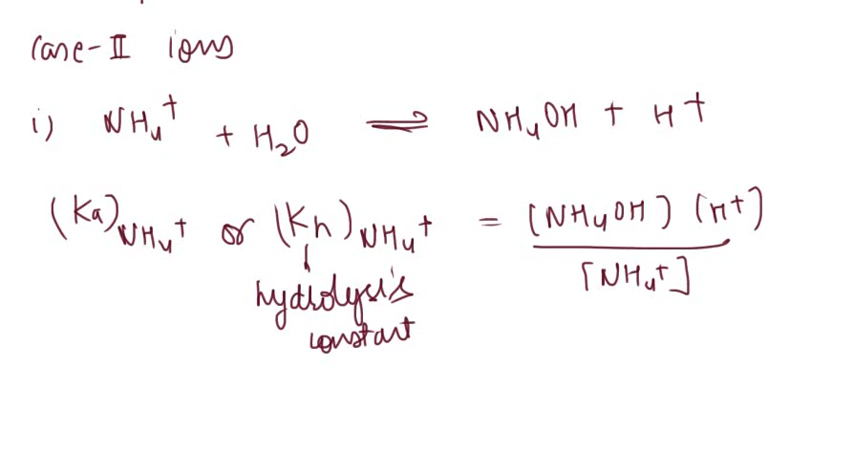 Case-II ions
i) NH₄⁺ + H₂O ⇌ NH₄OH + H⁺
(Ka)NH₄⁺ or (Kh)NH₄⁺ = [NH₄OH] [H⁺] / [NH₄⁺]
hydrolysis
constant